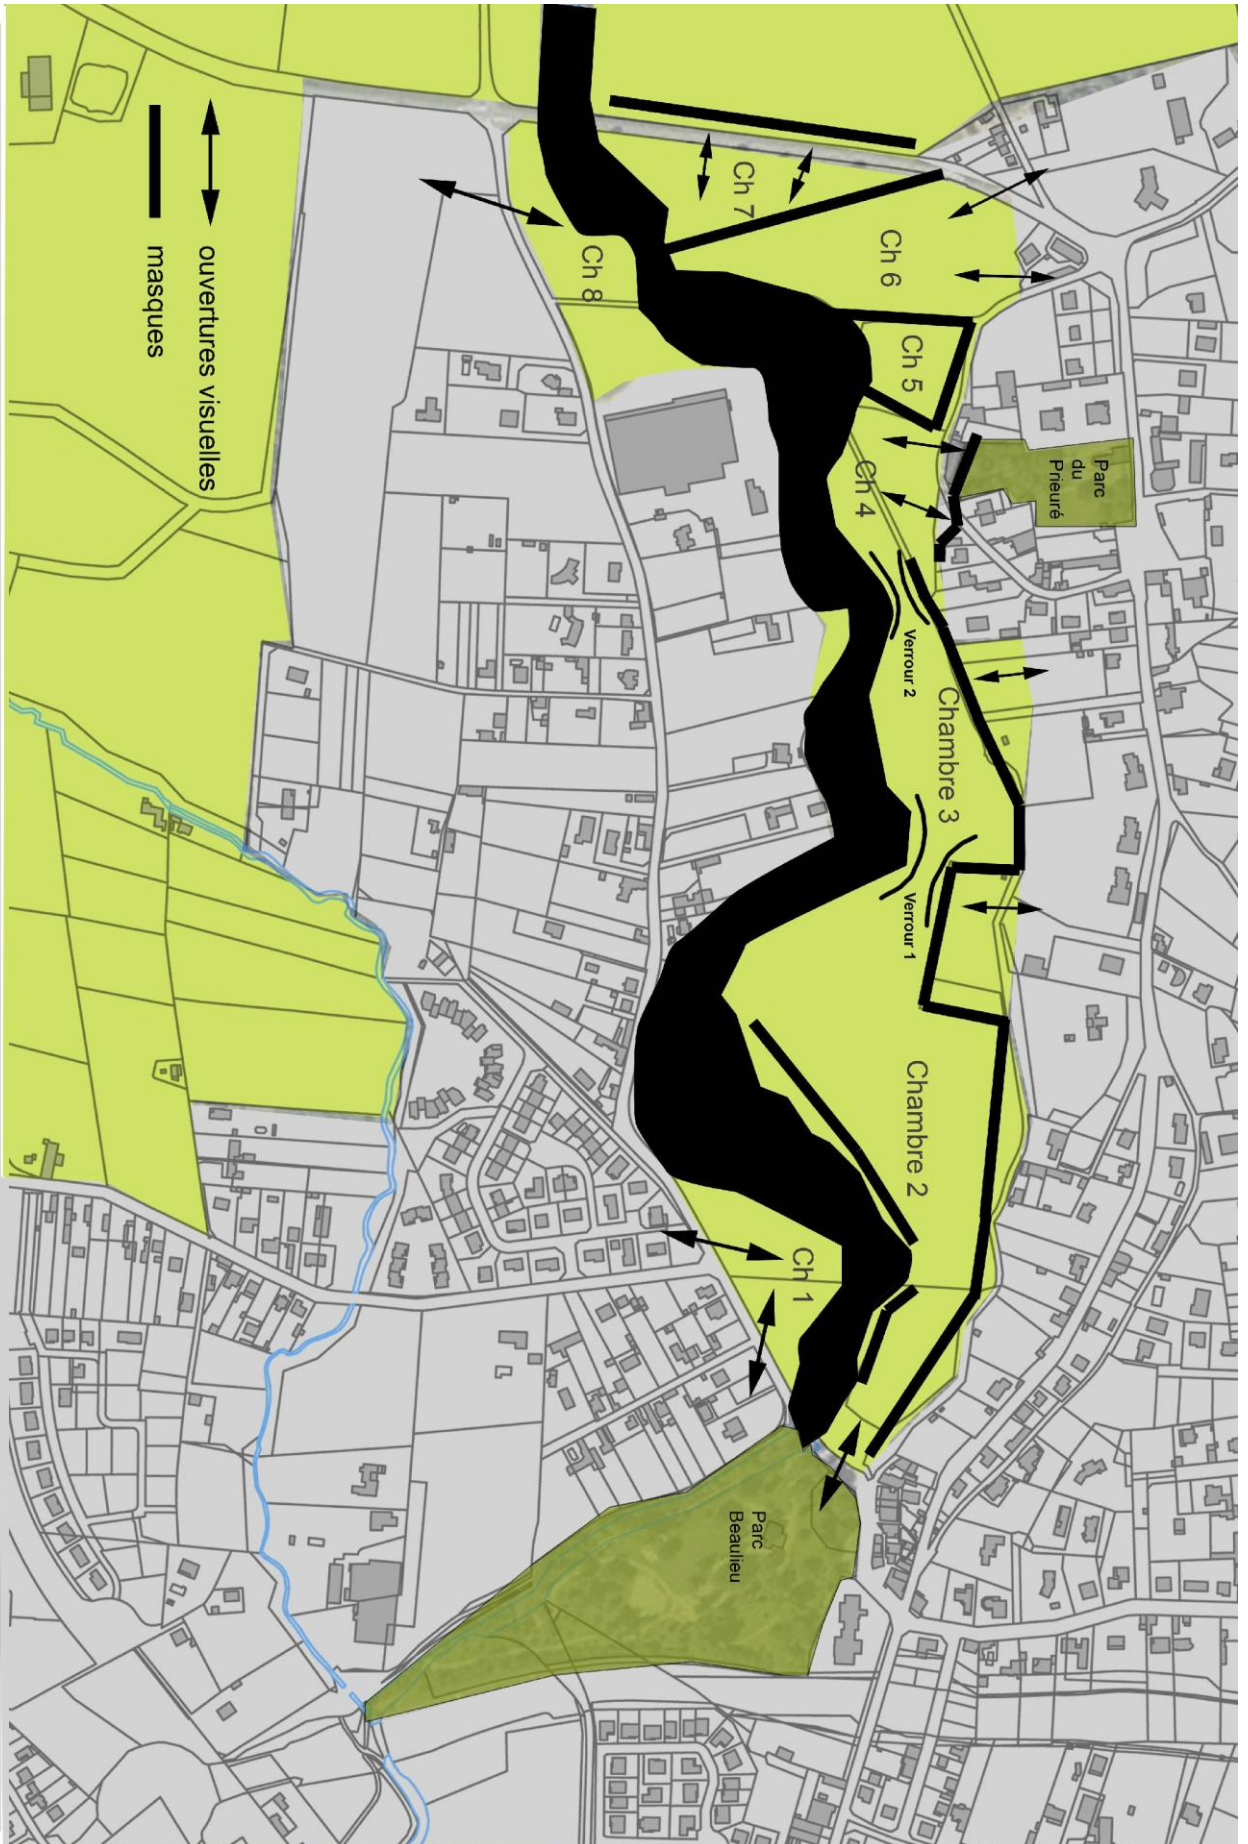 Ch 7
Ch 6
Ch 8
Ch 5
ouvertures visuelles
masques
Ch 4
Parc
du
Prieuré
Verrour 2
Chambre 3
Verrour 1
Chambre 2
Ch 1
Parc
Beaulieu